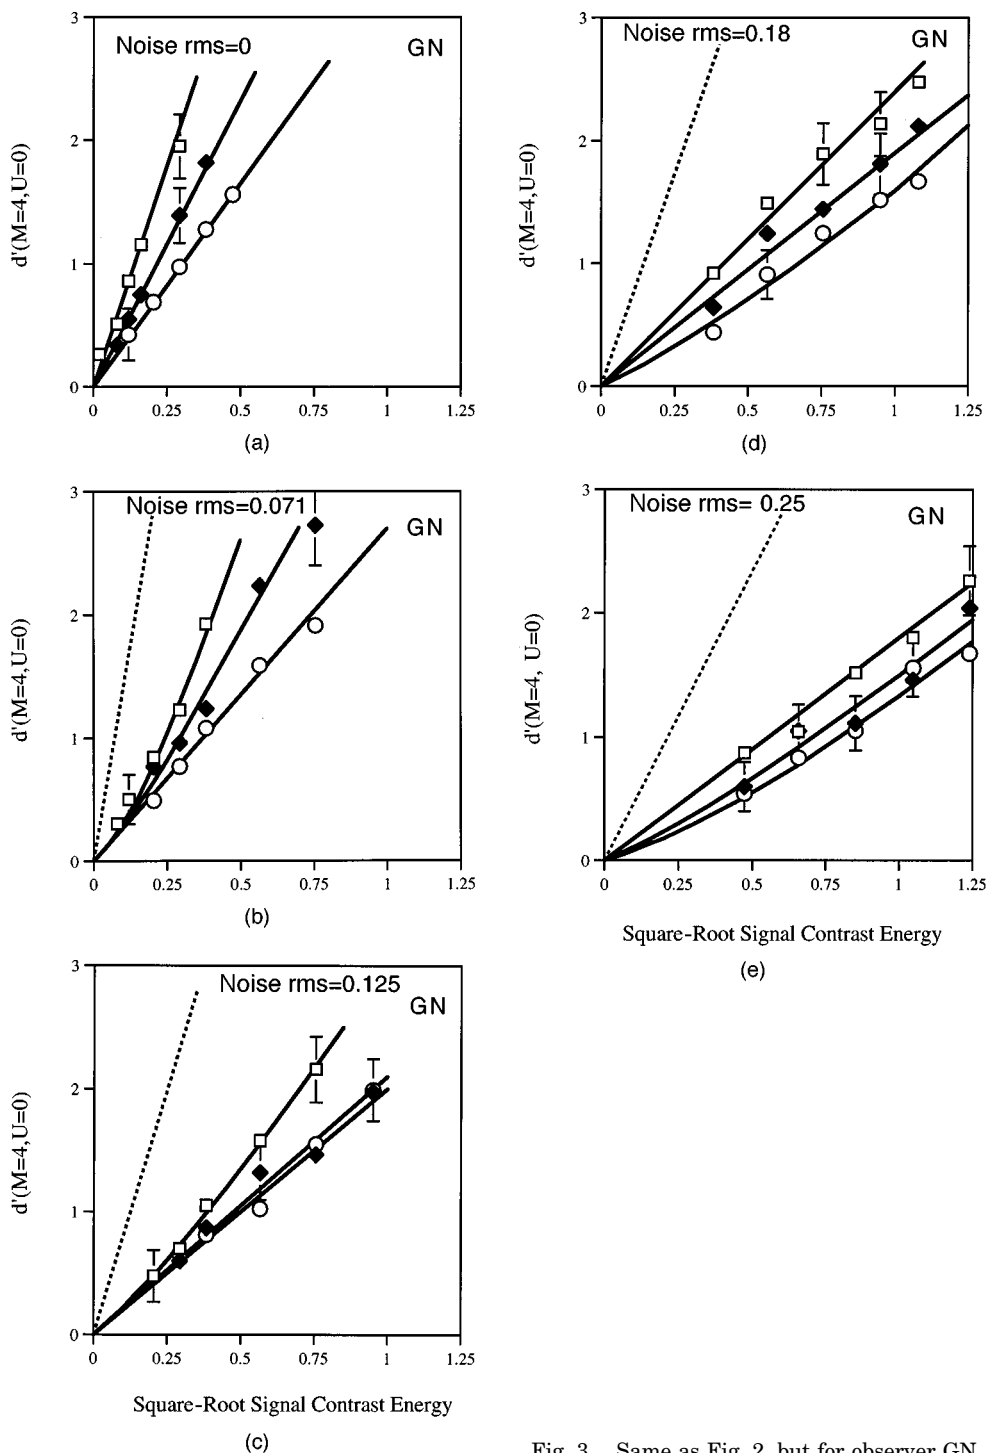 Noise rms=0
GN
d'(M=4,U=0)
3
2
1
0
0 0.25 0.5 0.75 1 1.25
(a)
Noise rms=0.071
GN
d'(M=4,U=0)
3
2
1
0
0 0.25 0.5 0.75 1 1.25
(b)
Noise rms=0.125
GN
d'(M=4,U=0)
3
2
1
0
0 0.25 0.5 0.75 1 1.25
Square-Root Signal Contrast Energy
(c)
Noise rms=0.18
GN
d'(M=4,U=0)
3
2
1
0
0 0.25 0.5 0.75 1 1.25
(d)
Noise rms= 0.25
GN
d'(M=4, U=0)
3
2
1
0
0 0.25 0.5 0.75 1 1.25
Square-Root Signal Contrast Energy
(e)
Fig. 3. Same as Fig. 2, but for observer GN.